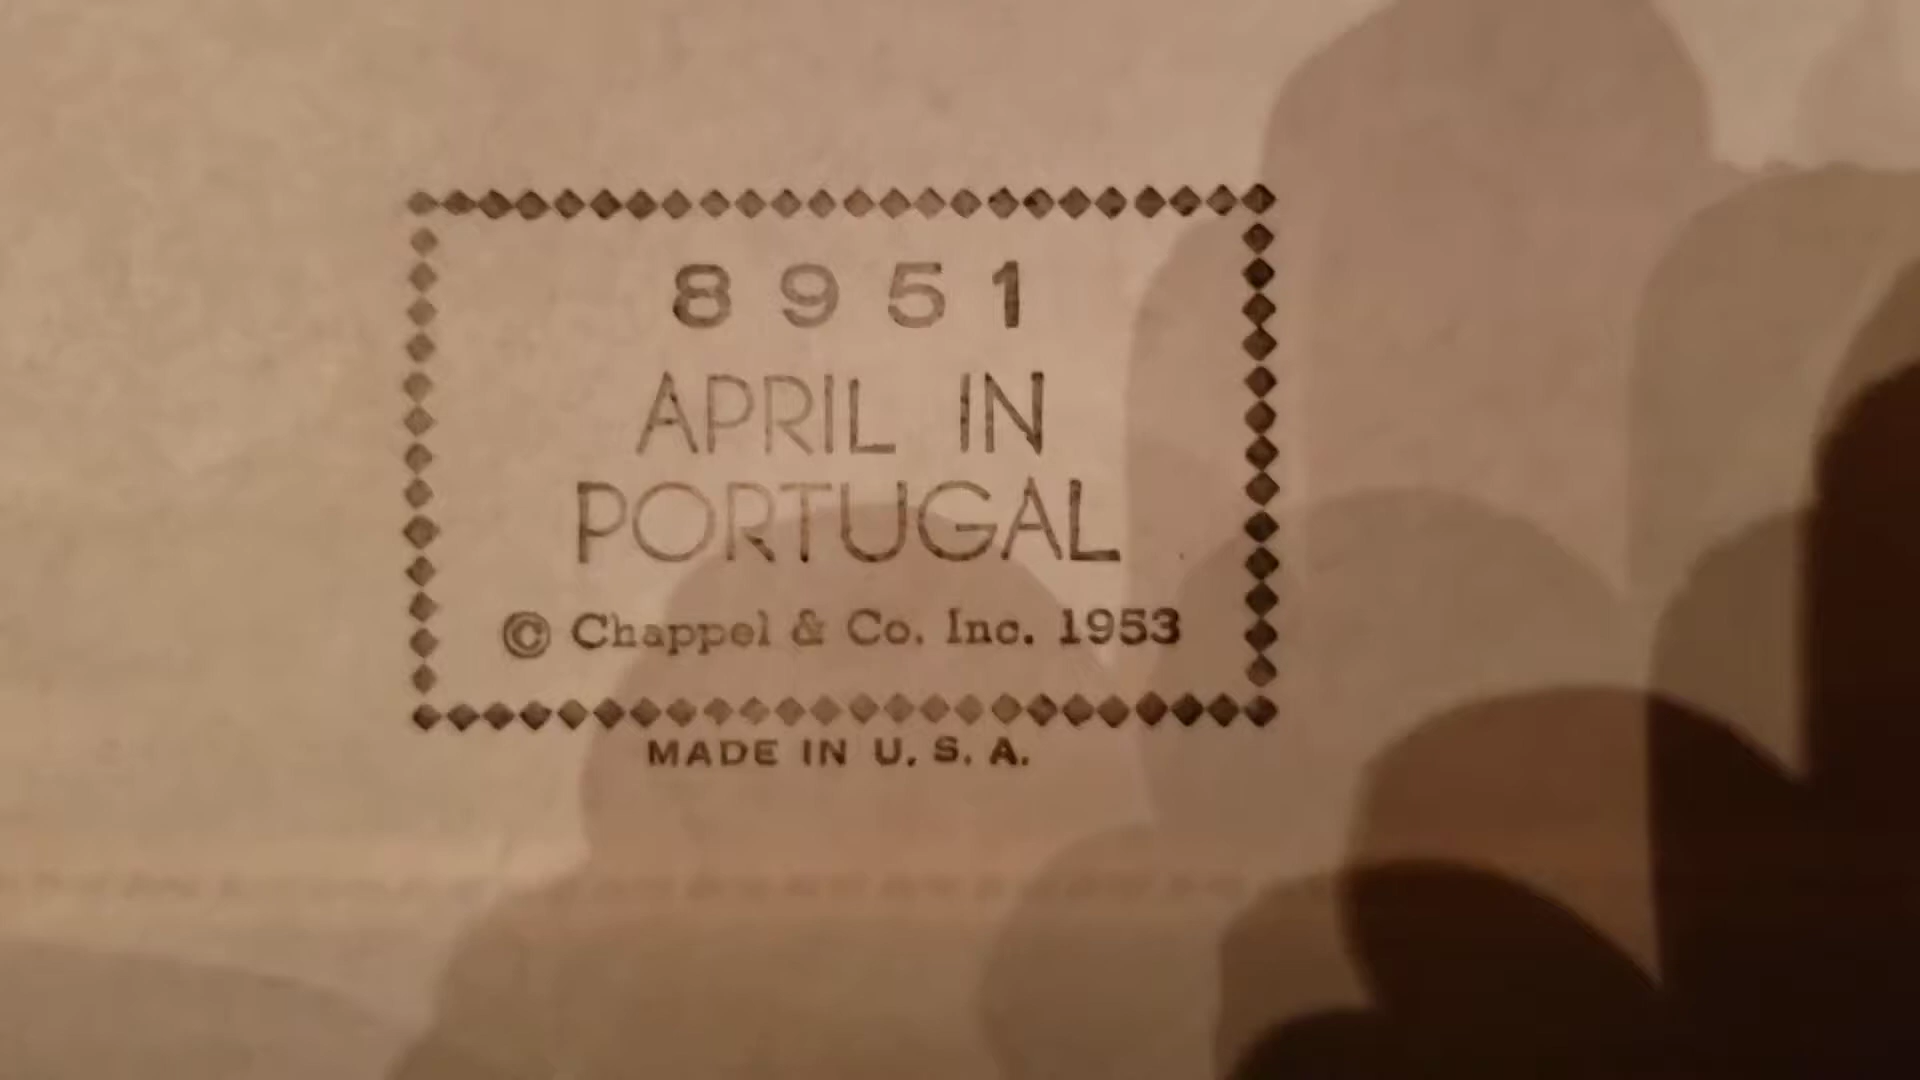 8951
APRIL IN
PORTUGAL
© Chappel & Co. Inc. 1953
MADE IN U. S. A.